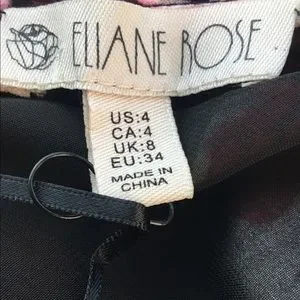 ELIANE ROSE
US:4
CA:4
UK:8
EU:34
MADE IN
CHINA